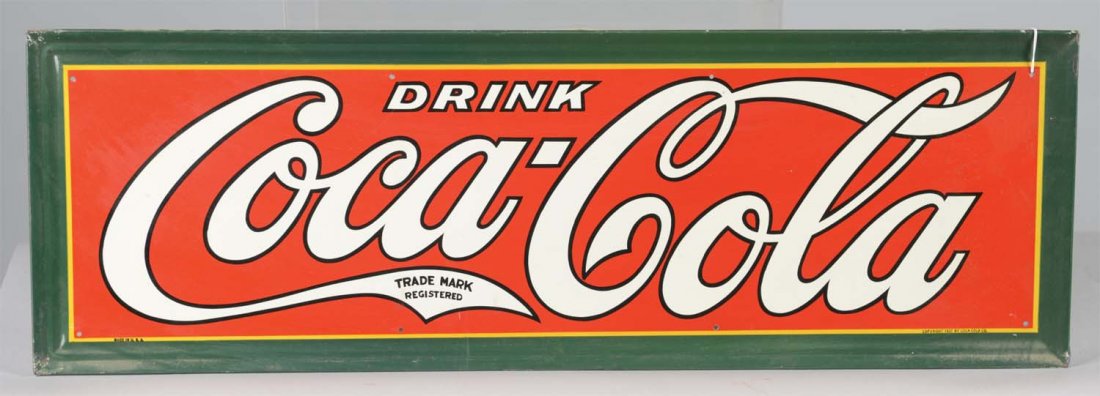 DRINK
Coca-Cola
TRADE MARK
REGISTERED